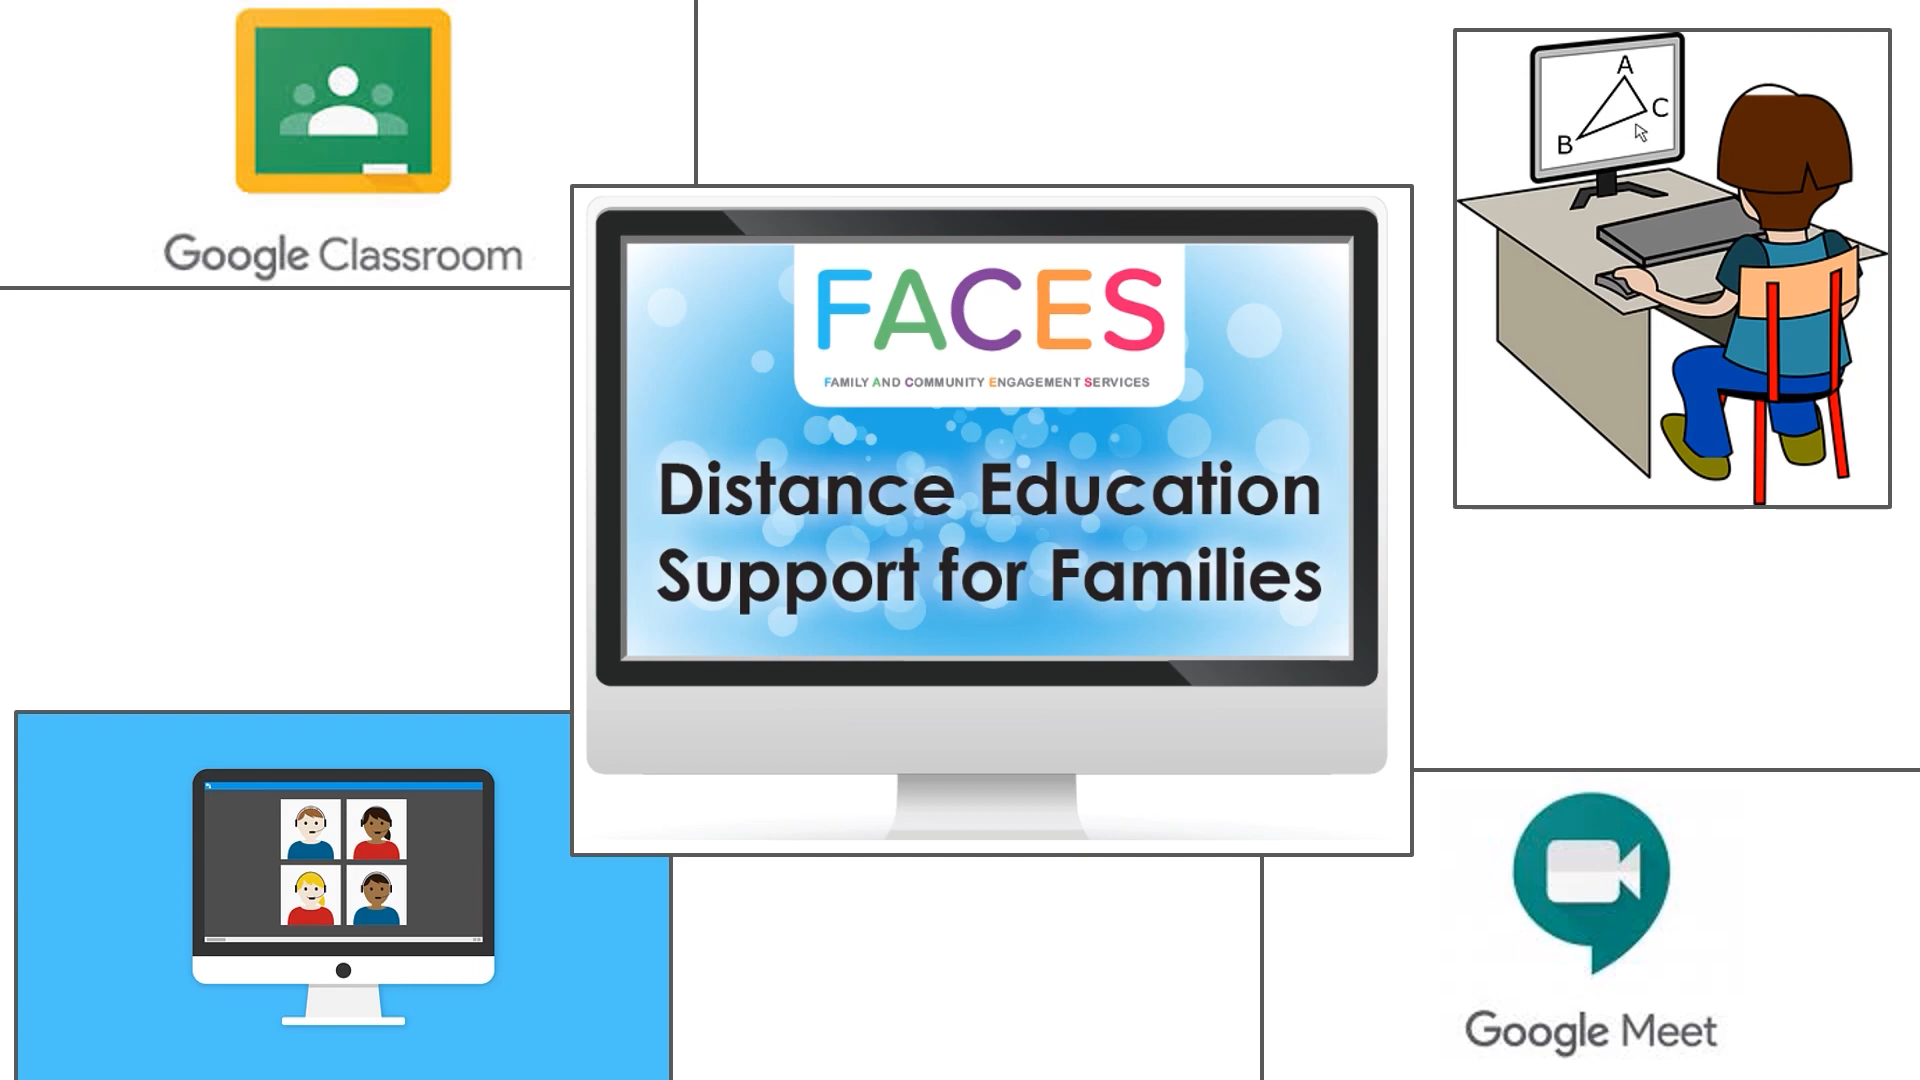 Google Classroom
A
C
B
FACES
FAMILY AND COMMUNITY ENGAGEMENT SERVICES
Distance Education
Support for Families
Google Meet